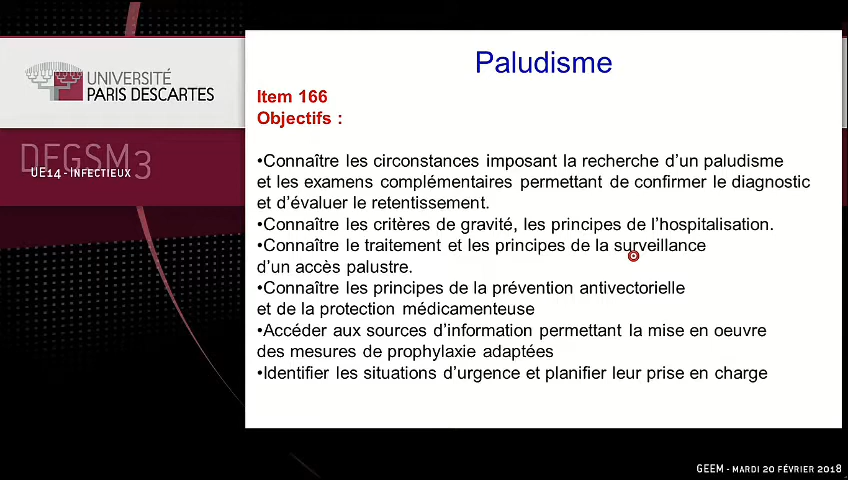 UNIVERSITÉ
PARIS DESCARTES
DFGSM3
UE14 - INFECTIEUX
Paludisme
Item 166
Objectifs :
•Connaître les circonstances imposant la recherche d'un paludisme
et les examens complémentaires permettant de confirmer le diagnostic
et d'évaluer le retentissement.
•Connaître les critères de gravité, les principes de l'hospitalisation.
•Connaître le traitement et les principes de la surveillance
d'un accès palustre.
•Connaître les principes de la prévention antivectorielle
et de la protection médicamenteuse
•Accéder aux sources d'information permettant la mise en oeuvre
des mesures de prophylaxie adaptées
•Identifier les situations d'urgence et planifier leur prise en charge
GEEM - MARDI 20 FÉVRIER 2018